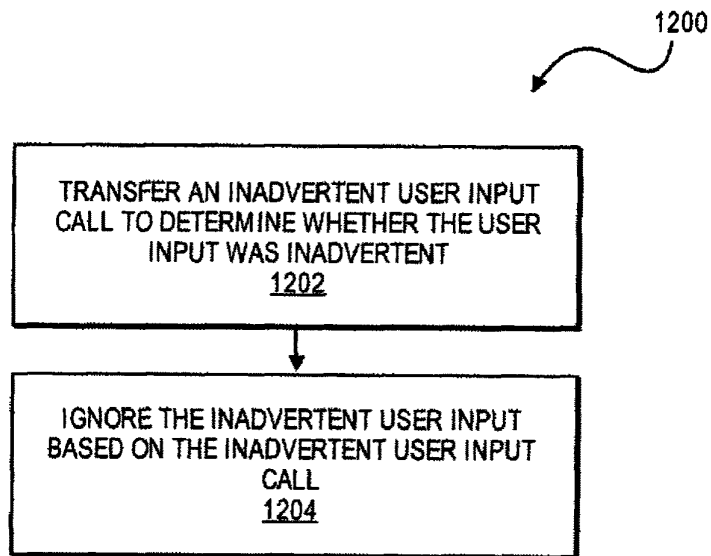 1200
TRANSFER AN INADVERTENT USER INPUT
CALL TO DETERMINE WHETHER THE USER
INPUT WAS INADVERTENT
1202
IGNORE THE INADVERTENT USER INPUT
BASED ON THE INADVERTENT USER INPUT
CALL
1204